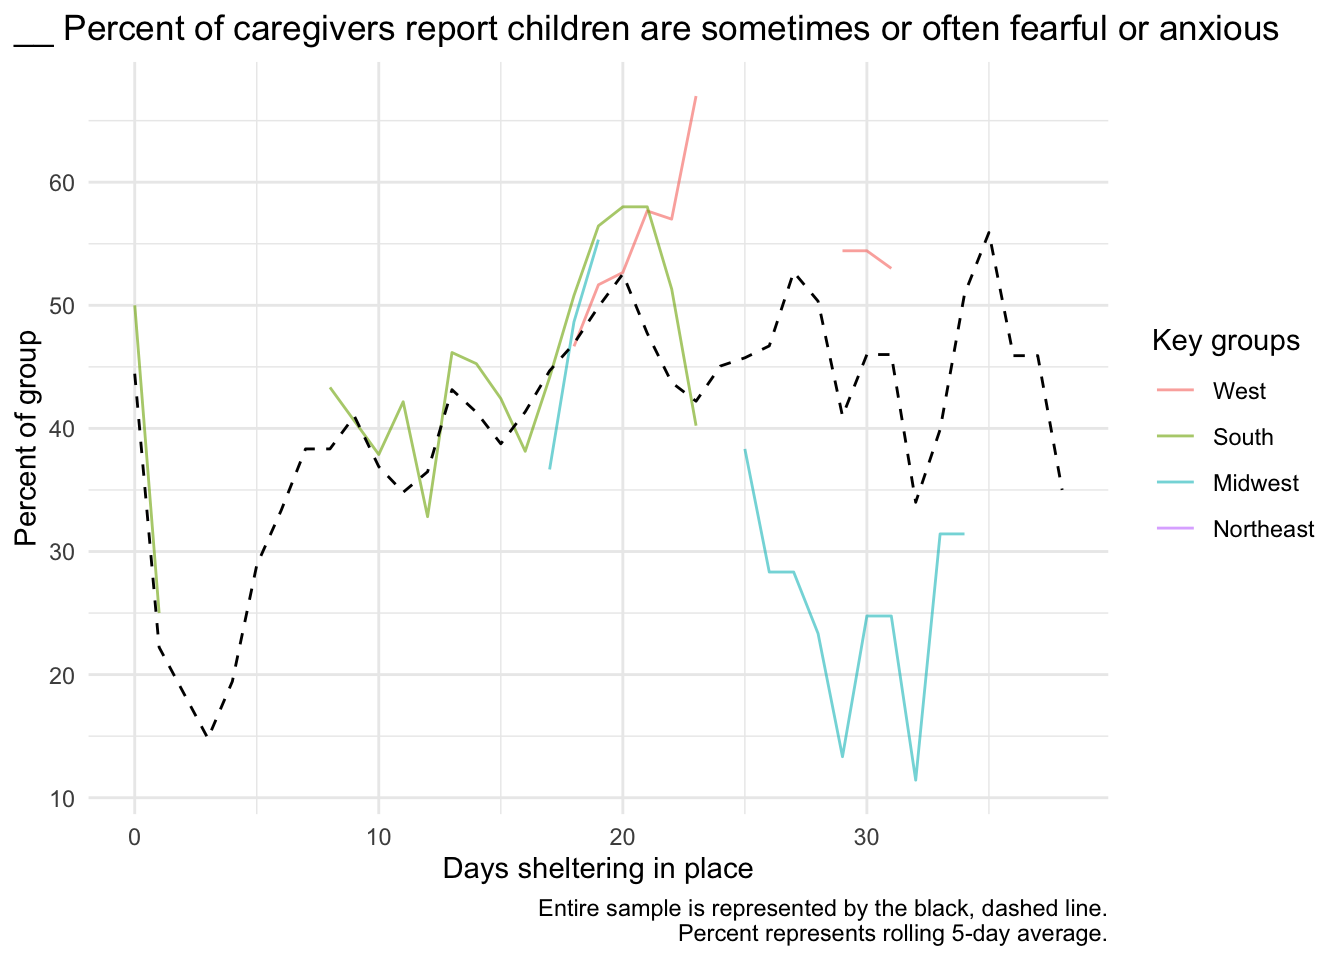 __ Percent of caregivers report children are sometimes or often fearful or anxious
Percent of group
60
50
40
30
20
10
0
10
20
30
Days sheltering in place
Key groups
West
South
Midwest
Northeast
Entire sample is represented by the black, dashed line.
Percent represents rolling 5-day average.